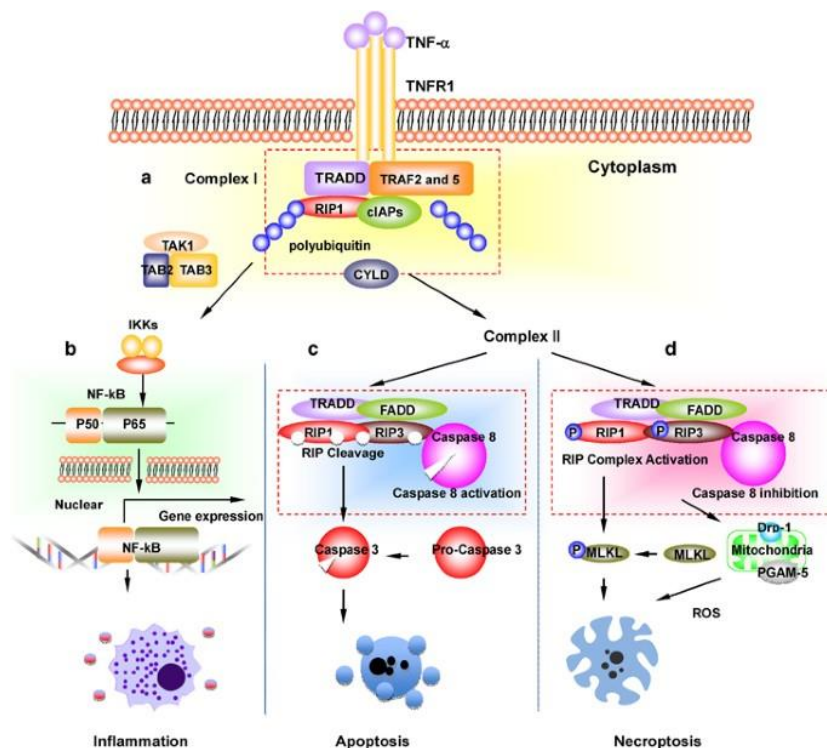 TNF-α
TNFR1
Cytoplasm
a
Complex I
TRADD
TRAF2 and 5
RIP1
cIAPs
polyubiquitin
TAK1
TAB2
TAB3
CYLD
IKKs
Complex II
b
c
d
NF-kB
P50
P65
Nuclear
Gene expression
NF-kB
Inflammation
TRADD
FADD
RIP1
RIP3
Caspase 8
RIP Cleavage
Caspase 8 activation
Caspase 3
Pro-Caspase 3
Apoptosis
TRADD
FADD
P
RIP1
P
RIP3
Caspase 8
RIP Complex Activation
Caspase 8 inhibition
P
MLKL
MLKL
Drp-1
Mitochondria
PGAM-5
ROS
Necroptosis